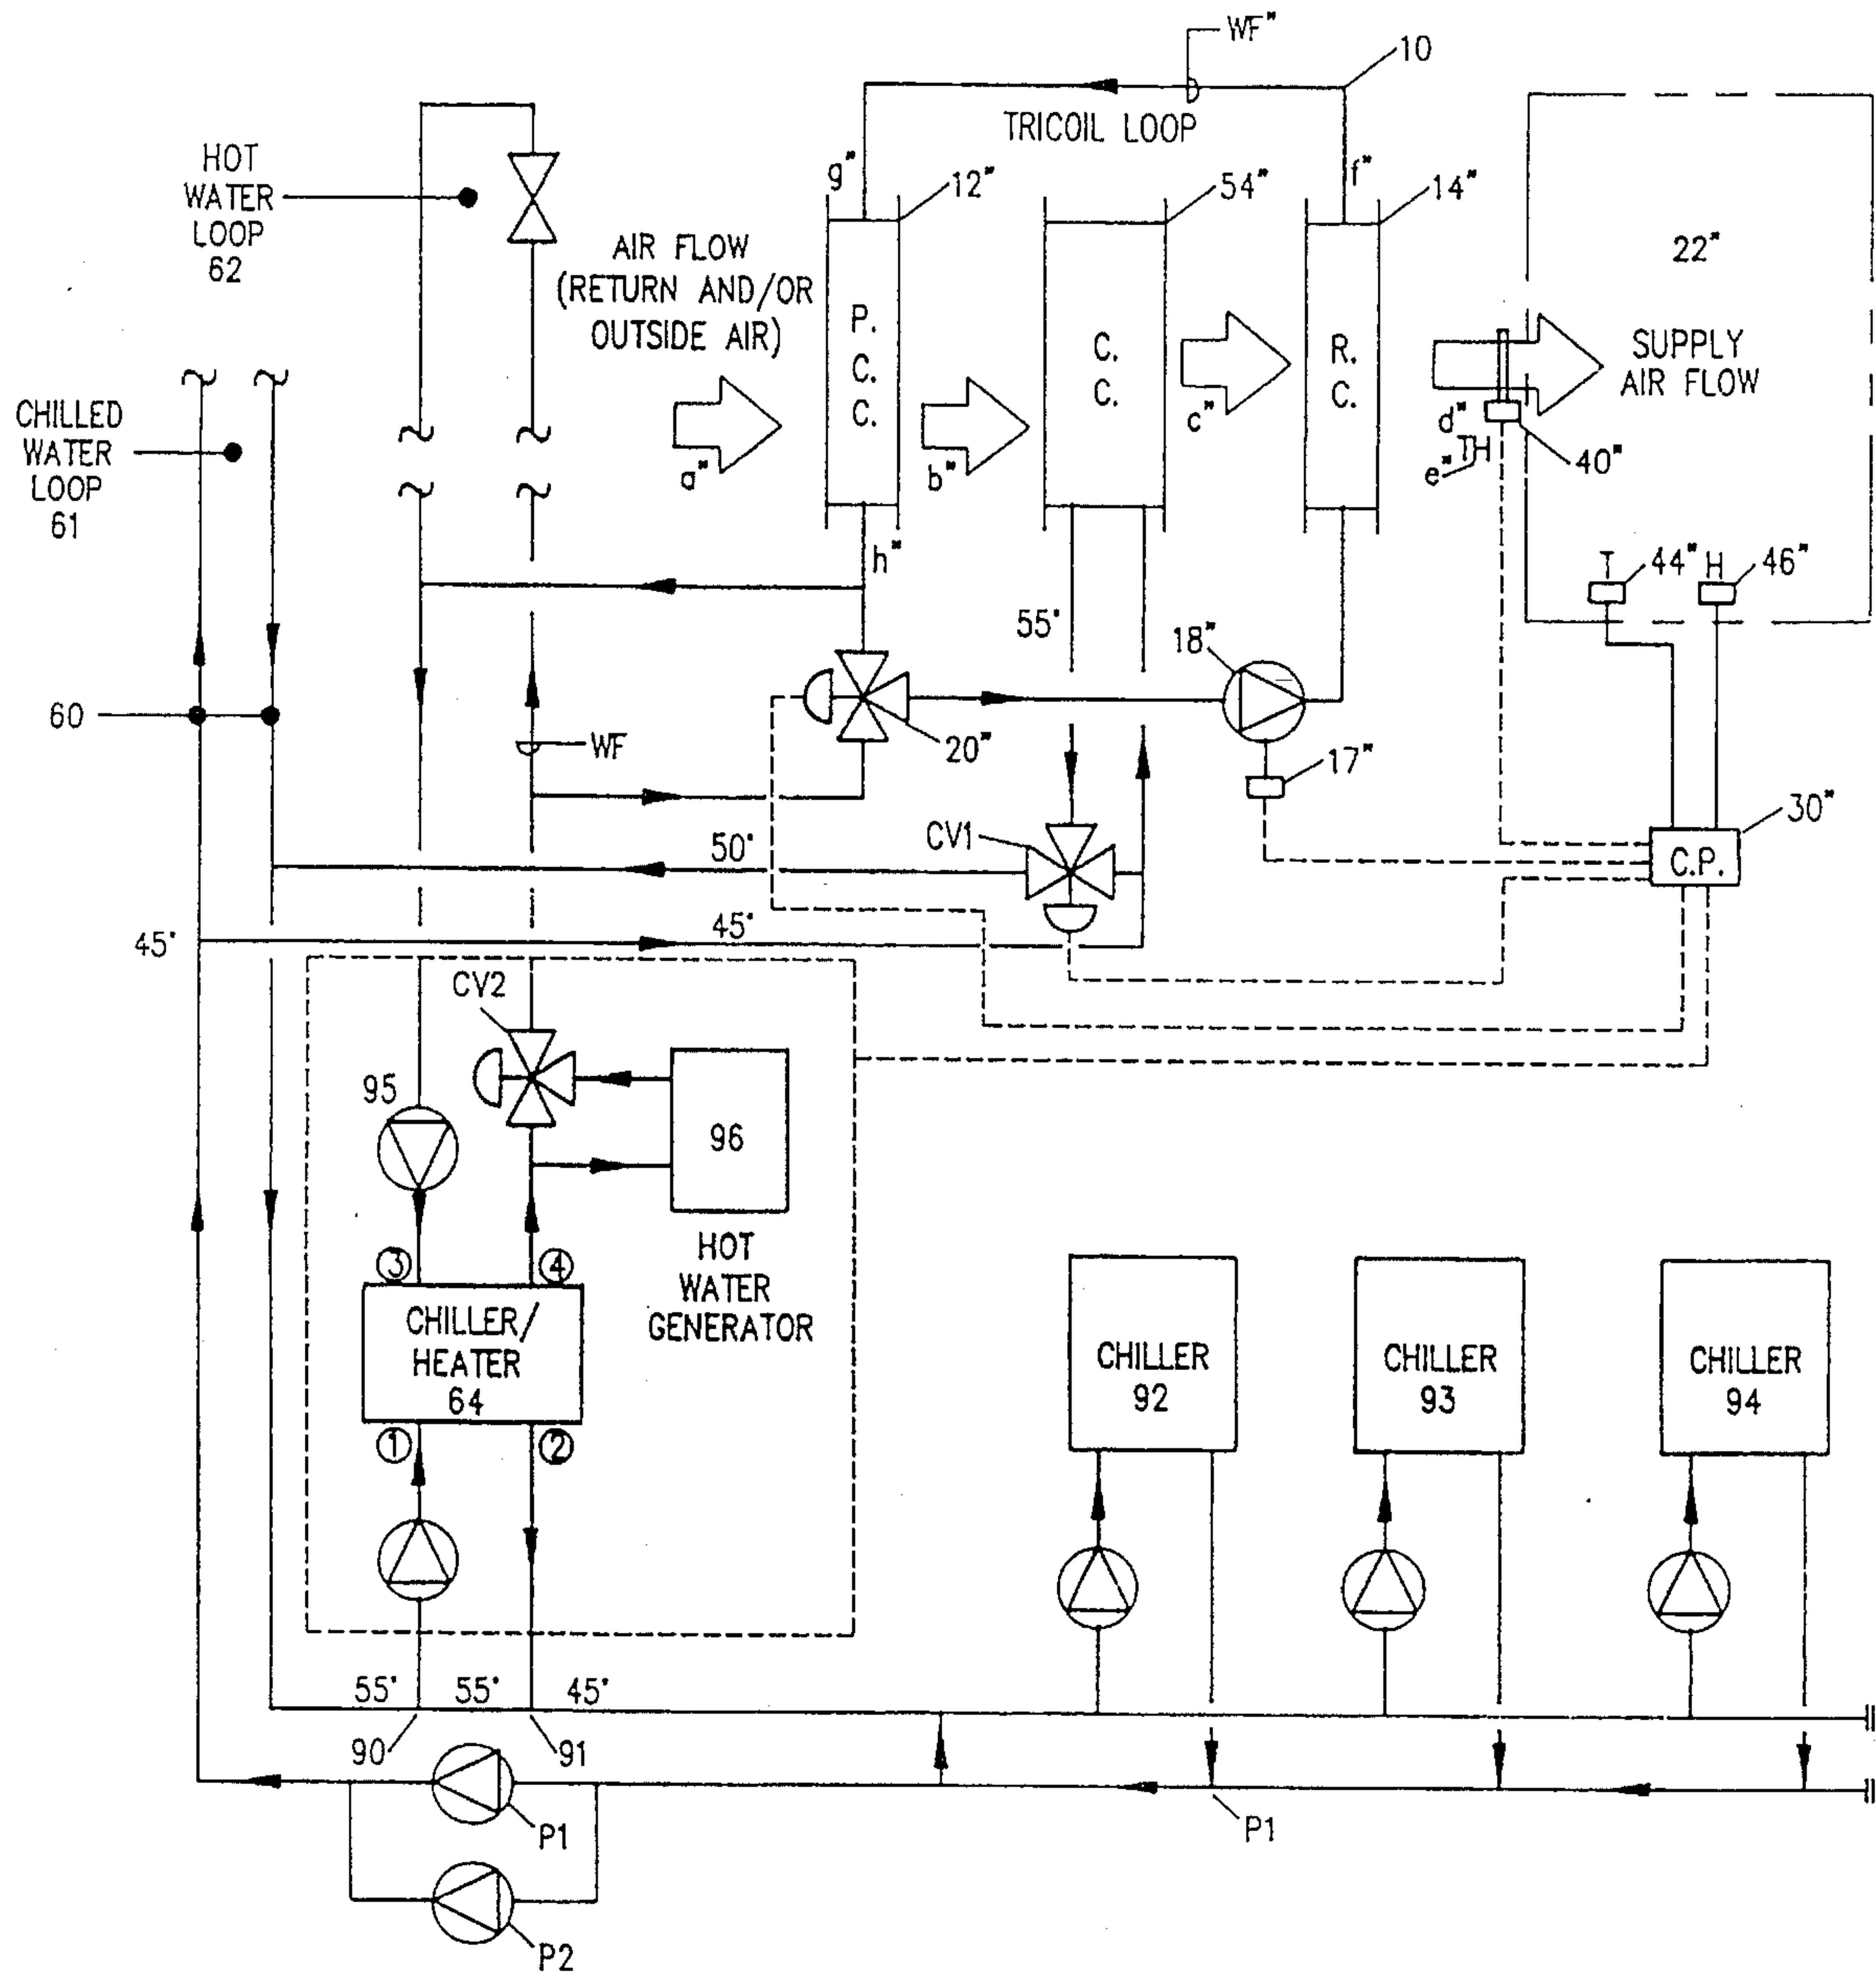 WF"
10
TRICOIL LOOP
HOT
WATER
LOOP
62
g"
12"
54"
f"
14"
22"
AIR FLOW
(RETURN AND/OR
OUTSIDE AIR)
P.
C.
C.
C.
C.
R.
C.
SUPPLY
AIR FLOW
CHILLED
WATER
LOOP
61
a"
b"
c"
d"
e"
TH
40"
h"
T
44"
H
46"
55°
18"
60
WF
20"
17"
30"
CV1
50°
C.P.
45°
45°
CV2
95
96
HOT
WATER
GENERATOR
3
4
CHILLER/
HEATER
64
1
2
CHILLER
92
CHILLER
93
CHILLER
94
55°
55°
45°
90
91
P1
P1
P2